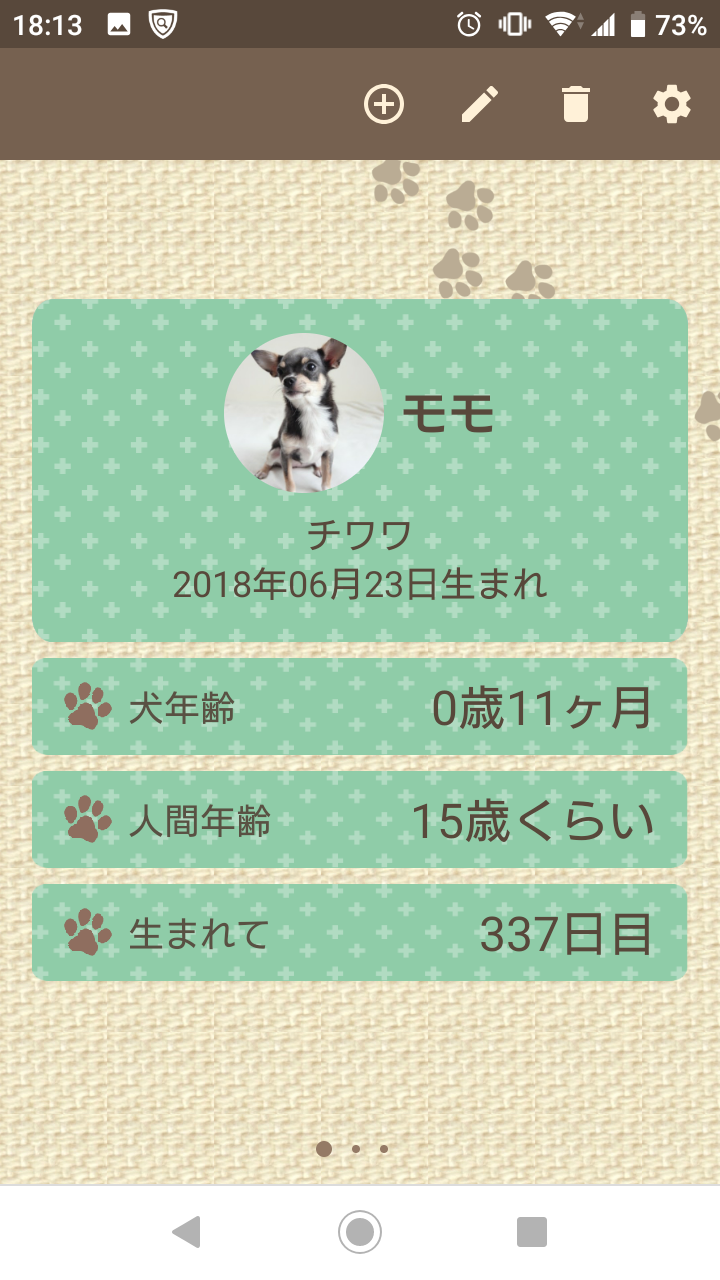 18:13
73%
モモ
チワワ
2018年06月23日生まれ
犬年齢
0歳11ヶ月
人間年齢
15歳くらい
生まれて
337日目